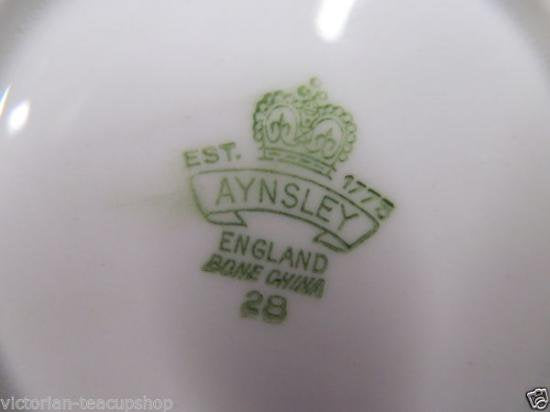 EST. 1775
AYNSLEY
ENGLAND
BONE CHINA
28
victorian-teacupshop